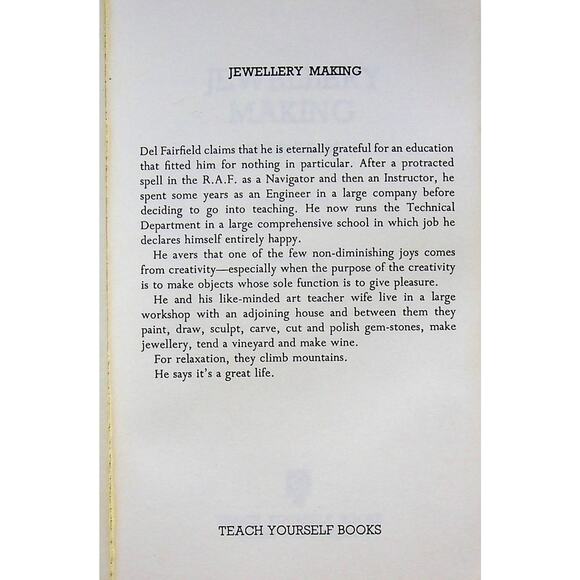 JEWELLERY MAKING
Del Fairfield claims that he is eternally grateful for an education
that fitted him for nothing in particular. After a protracted
spell in the R.A.F. as a Navigator and then an Instructor, he
spent some years as an Engineer in a large company before
deciding to go into teaching. He now runs the Technical
Department in a large comprehensive school in which job he
declares himself entirely happy.
He avers that one of the few non-diminishing joys comes
from creativity—especially when the purpose of the creativity
is to make objects whose sole function is to give pleasure.
He and his like-minded art teacher wife live in a large
workshop with an adjoining house and between them they
paint, draw, sculpt, carve, cut and polish gem-stones, make
jewellery, tend a vineyard and make wine.
For relaxation, they climb mountains.
He says it's a great life.
TEACH YOURSELF BOOKS